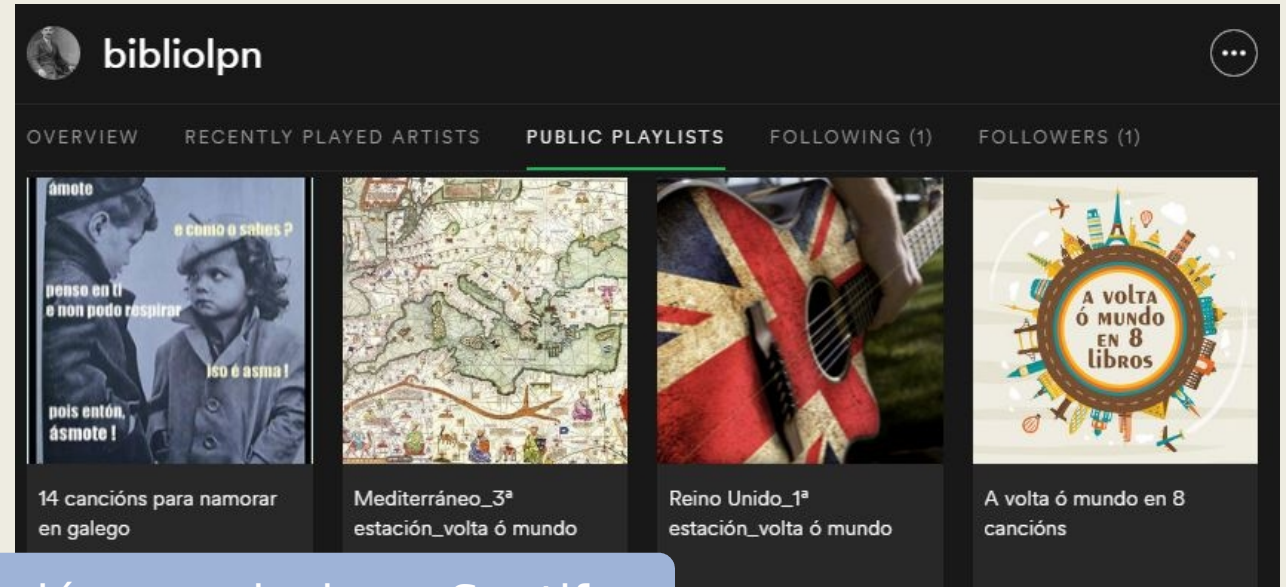 bibliolpn
OVERVIEW RECENTLY PLAYED ARTISTS PUBLIC PLAYLISTS FOLLOWING (1) FOLLOWERS (1)
ámote
e como o sabes ?
penso en ti
e non podo respirar
iso é asma !
pois entón,
ásmote !
A VOLTA
Ó MUNDO
EN 8
LIBROS
14 cancións para namorar
en galego
Mediterráneo_3ª
estación_volta ó mundo
Reino Unido_1ª
estación_volta ó mundo
A volta ó mundo en 8
cancións